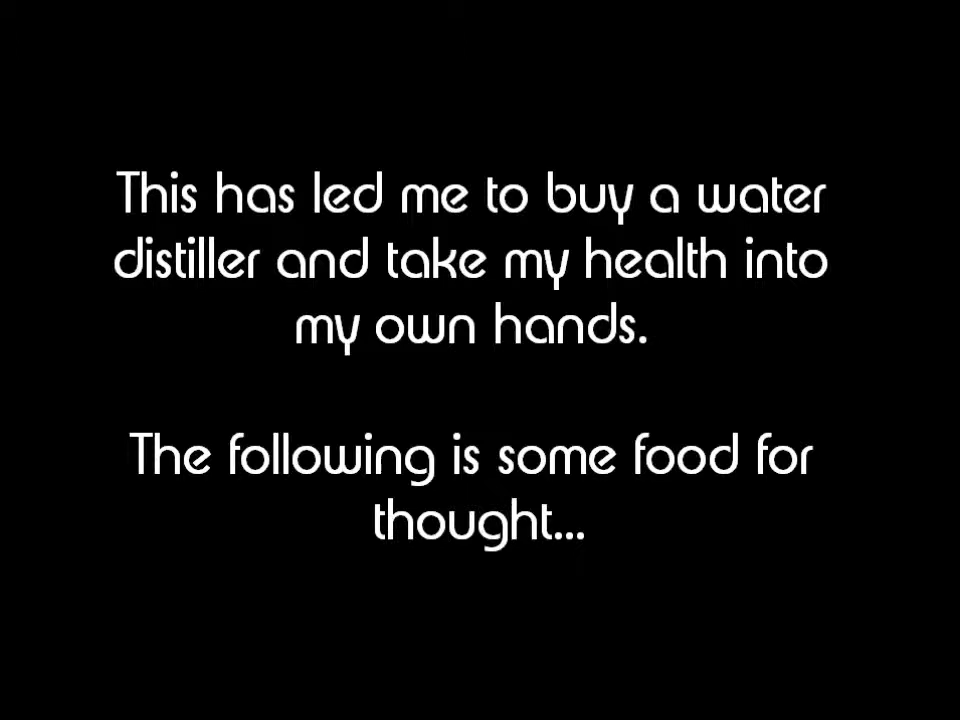 This has led me to buy a water
distiller and take my health into
my own hands.
The following is some food for
thought...